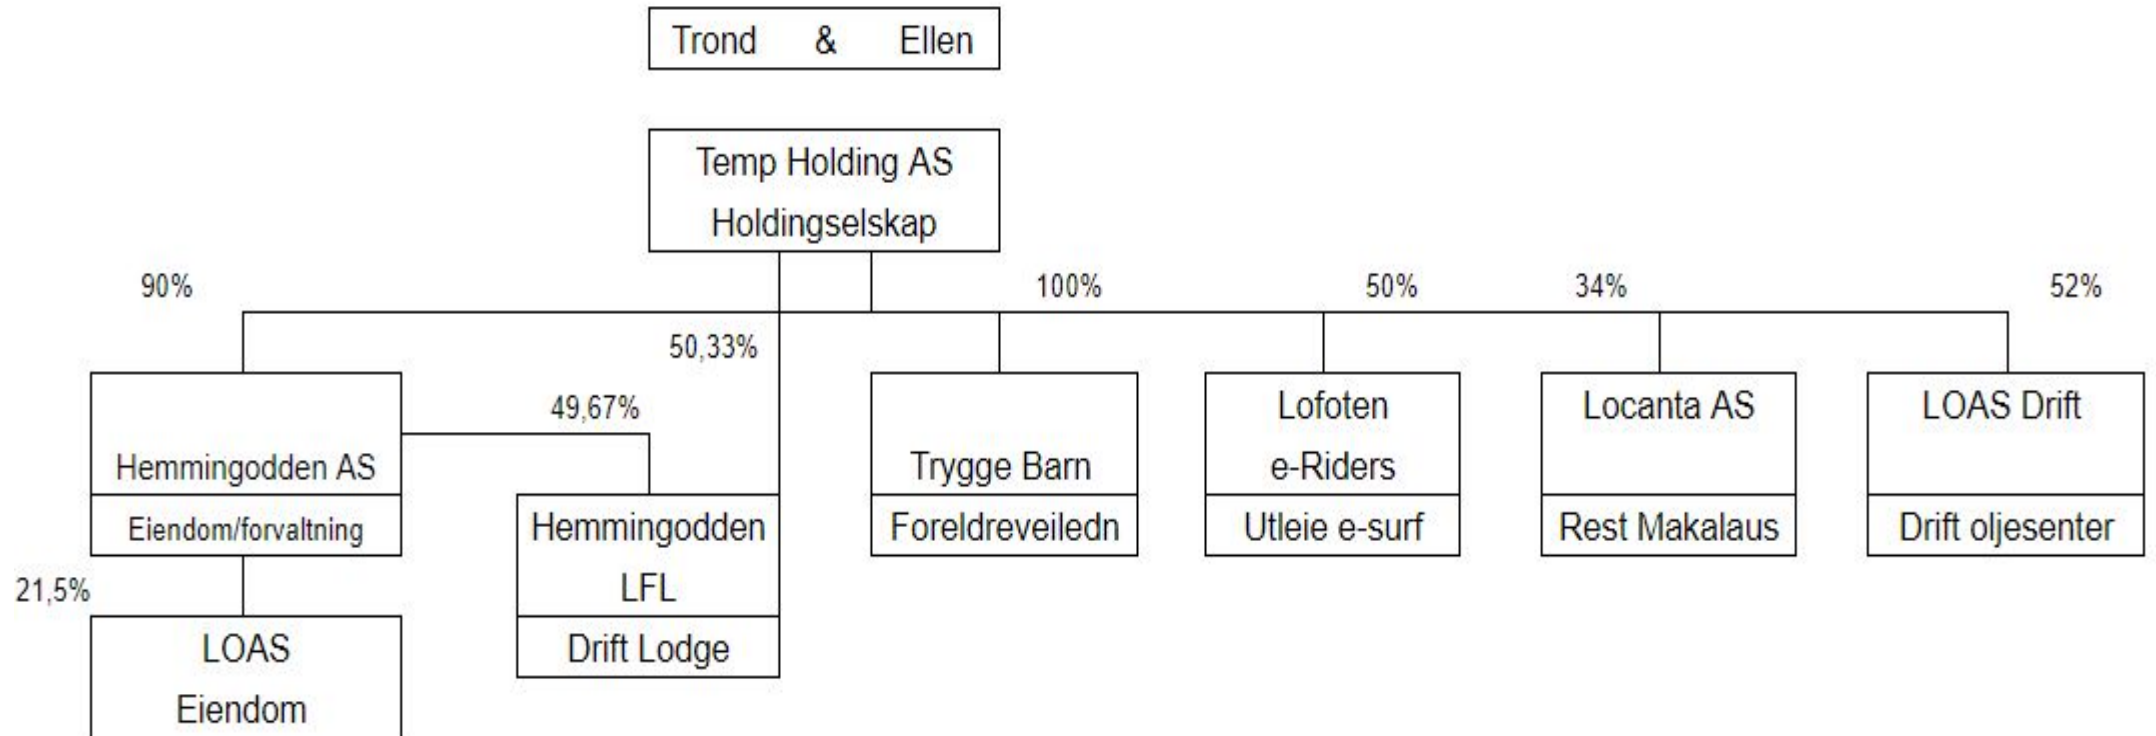 Trond & Ellen
Temp Holding AS
Holdingselskap
90%
100%
50%
34%
52%
50,33%
49,67%
Hemmingodden AS
Eiendom/forvaltning
Hemmingodden
LFL
Drift Lodge
Trygge Barn
Foreldreveiledn
Lofoten
e-Riders
Utleie e-surf
Locanta AS
Rest Makalaus
LOAS Drift
Drift oljesenter
21,5%
LOAS
Eiendom